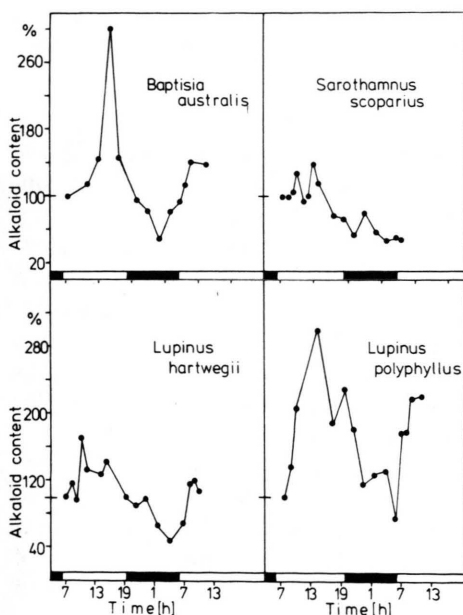 %
260
180
100
20
Alkaloid content
Baptisia
australis
Sarothamnus
scoparius
%
280
200
120
40
Alkaloid content
Lupinus
hartwegii
Lupinus
polyphyllus
7 13 19 1 7 13
Time[h]
7 13 19 1 7 13
Time[h]